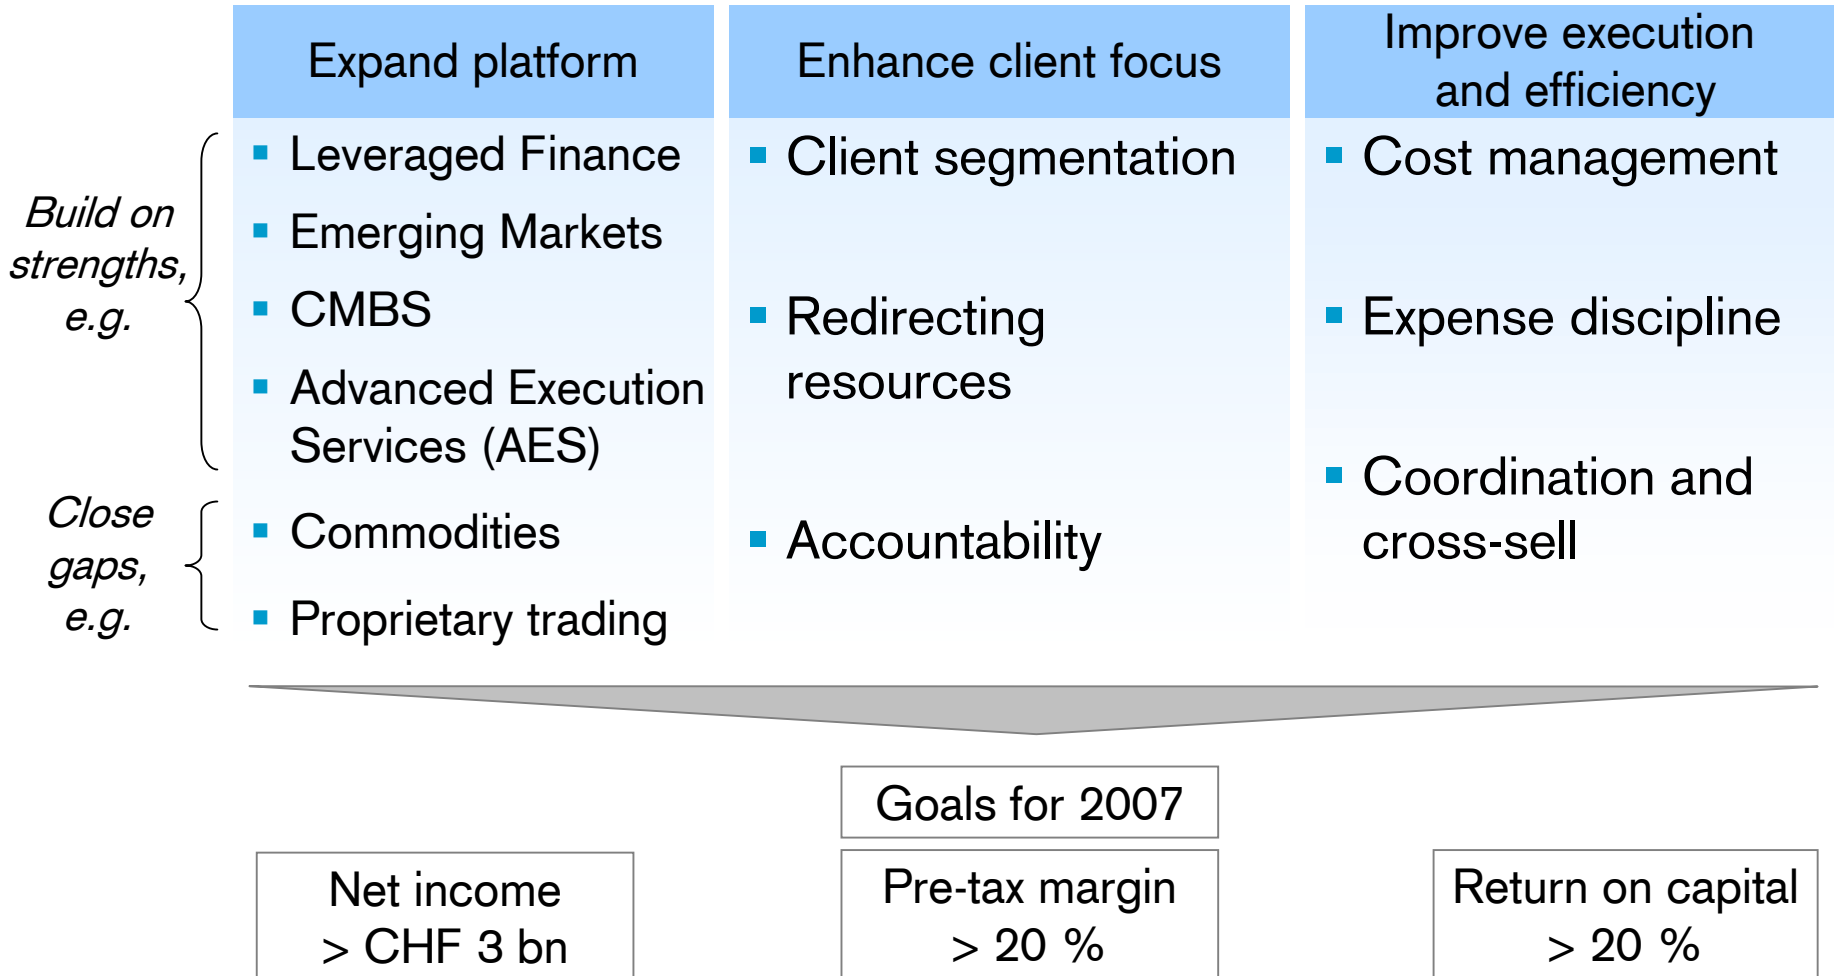 Expand platform
Enhance client focus
Improve execution
and efficiency
Build on
strengths,
e.g.
▪ Leveraged Finance
▪ Emerging Markets
▪ CMBS
▪ Advanced Execution
Services (AES)
Close
gaps,
e.g.
▪ Commodities
▪ Proprietary trading
▪ Client segmentation
▪ Redirecting
resources
▪ Accountability
▪ Cost management
▪ Expense discipline
▪ Coordination and
cross-sell
Goals for 2007
Net income
> CHF 3 bn
Pre-tax margin
> 20 %
Return on capital
> 20 %